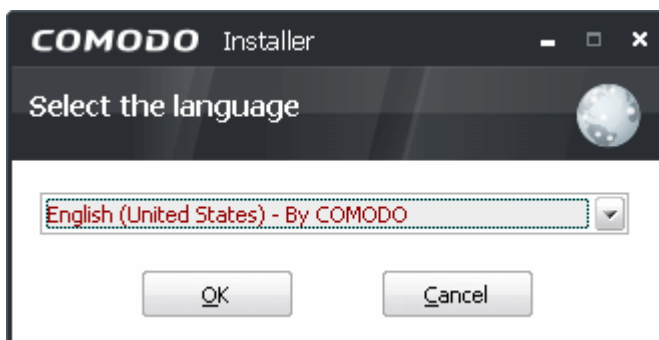 COMODO Installer
Select the language
English (United States) - By COMODO
OK Cancel